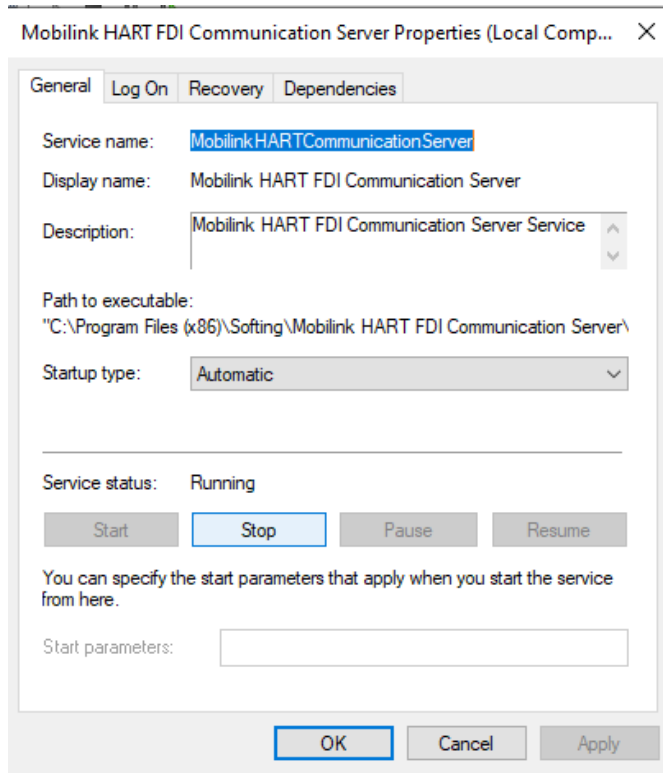 Mobilink HART FDI Communication Server Properties (Local Comp...
General Log On Recovery Dependencies
Service name: MobilinkHARTCommunicationServer
Display name: Mobilink HART FDI Communication Server
Description: Mobilink HART FDI Communication Server Service
Path to executable:
"C:\Program Files (x86)\Softing\Mobilink HART FDI Communication Server\
Startup type: Automatic
Service status: Running
Start Stop Pause Resume
You can specify the start parameters that apply when you start the service
from here.
Start parameters:
OK Cancel Apply